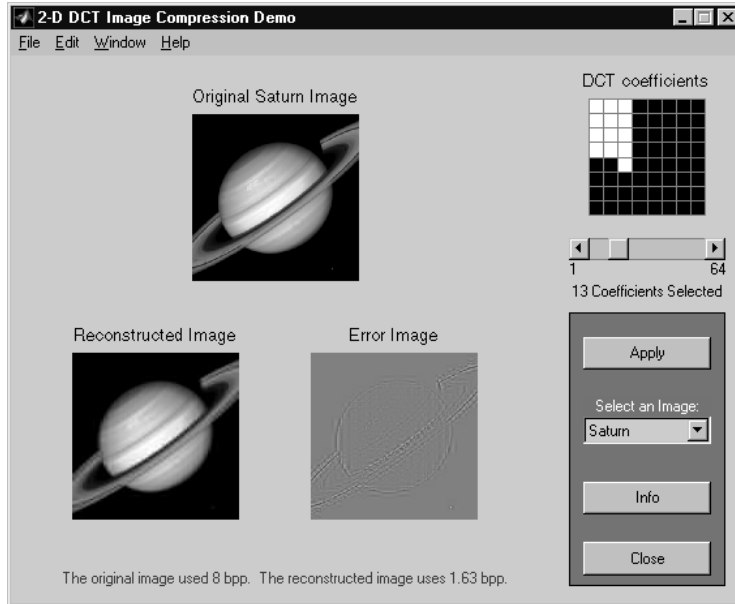 2-D DCT Image Compression Demo
File Edit Window Help
Original Saturn Image
DCT coefficients
1 64
13 Coefficients Selected
Reconstructed Image
Error Image
Apply
Select an Image:
Saturn
Info
Close
The original image used 8 bpp. The reconstructed image uses 1.63 bpp.